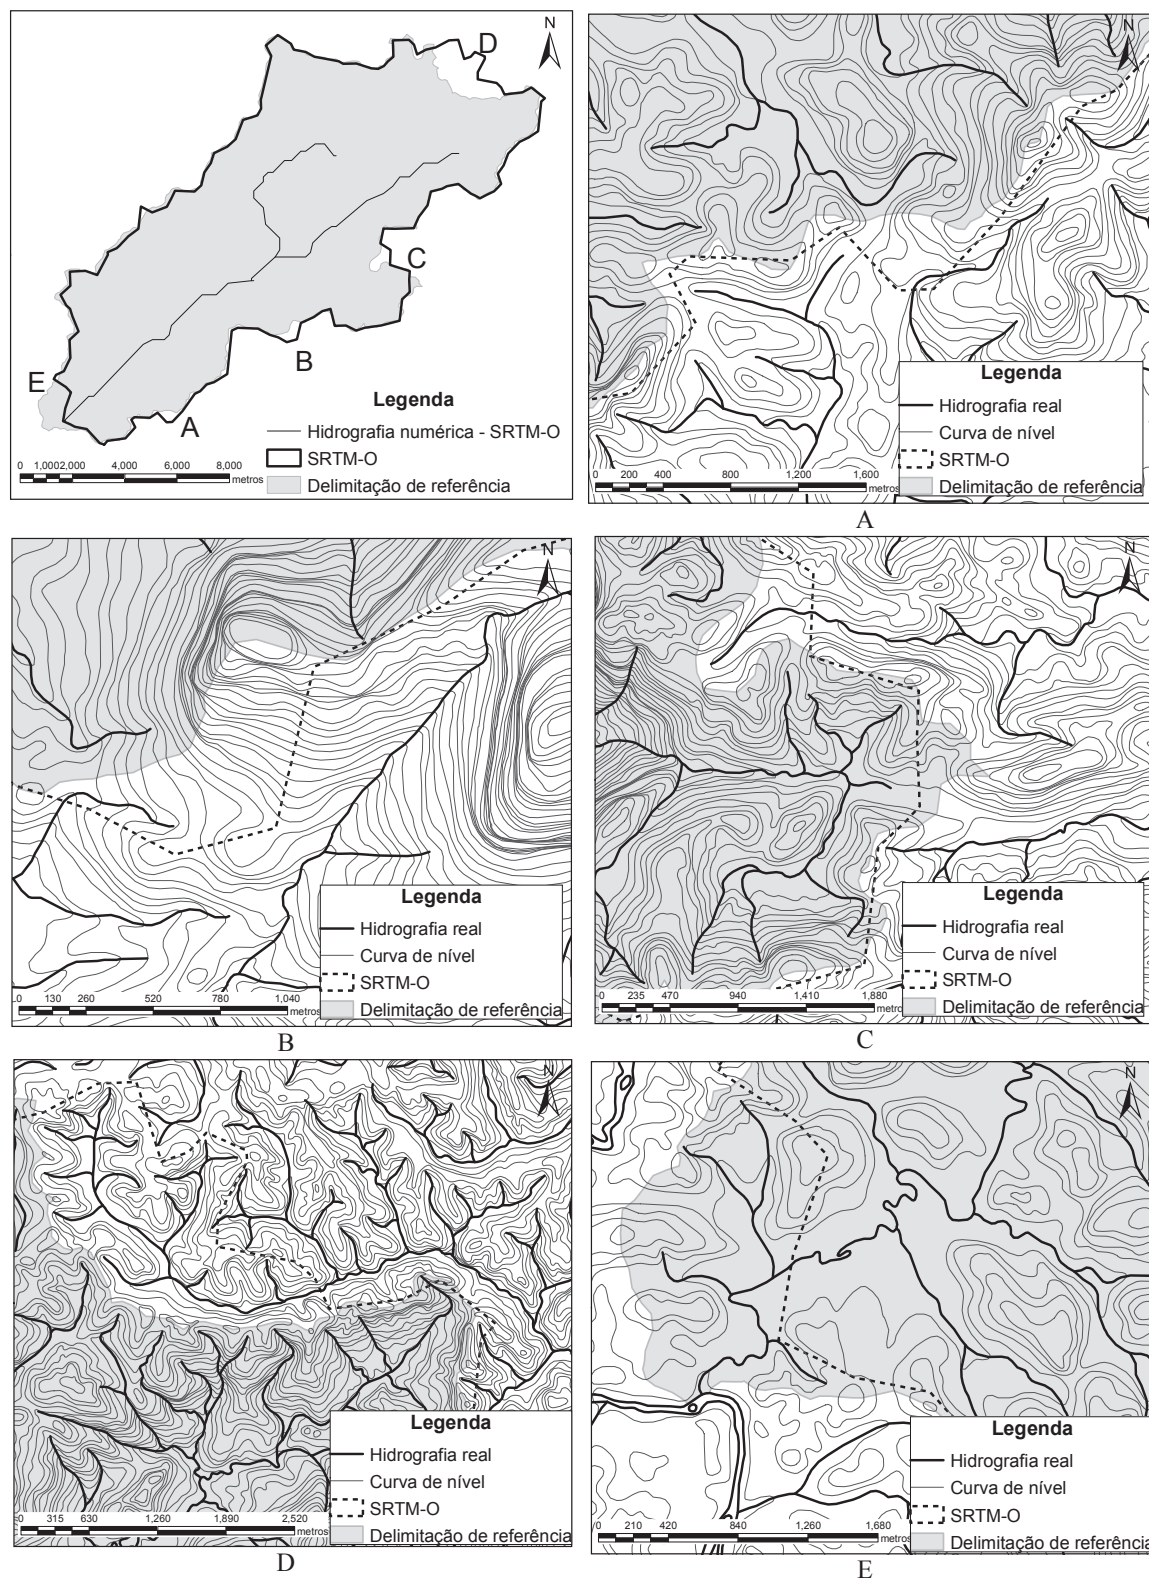 N
D
C
B
E
A
Legenda
Hidrografia numérica - SRTM-O
SRTM-O
Delimitação de referência
0 1,000 2,000 4,000 6,000 8,000
metros
N
Legenda
Hidrografia real
Curva de nível
SRTM-O
Delimitação de referência
0 200 400 800 1,200 1,600
metros
A
N
Legenda
Hidrografia real
Curva de nível
SRTM-O
Delimitação de referência
0 130 260 520 780 1,040
metros
B
N
Legenda
Hidrografia real
Curva de nível
SRTM-O
Delimitação de referência
0 235 470 940 1,410 1,880
metros
C
N
Legenda
Hidrografia real
Curva de nível
SRTM-O
Delimitação de referência
0 315 630 1,260 1,890 2,520
metros
D
N
Legenda
Hidrografia real
Curva de nível
SRTM-O
Delimitação de referência
0 210 420 840 1,260 1,680
metros
E